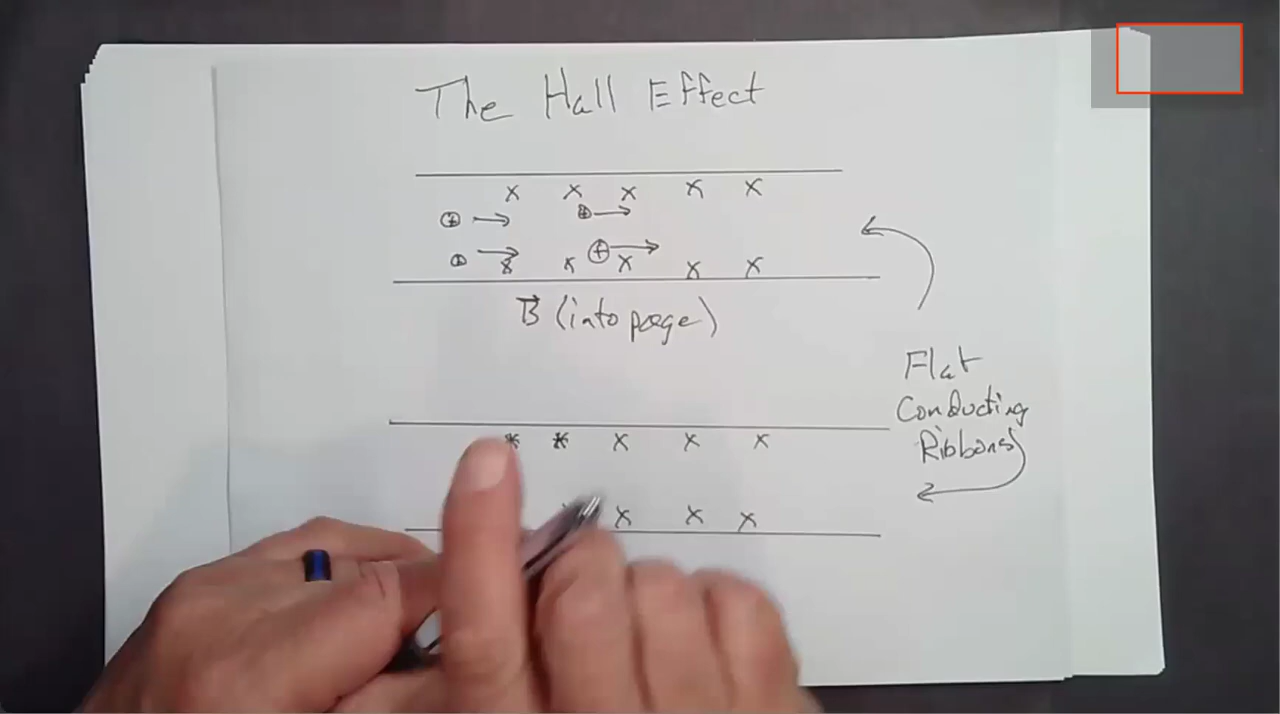 The Hall Effect
x x x x x
+ → + →
+ → + →
x x x x x
B⃗ (into page)
Flat
Conducting
Ribbons
x x x x x
x x x